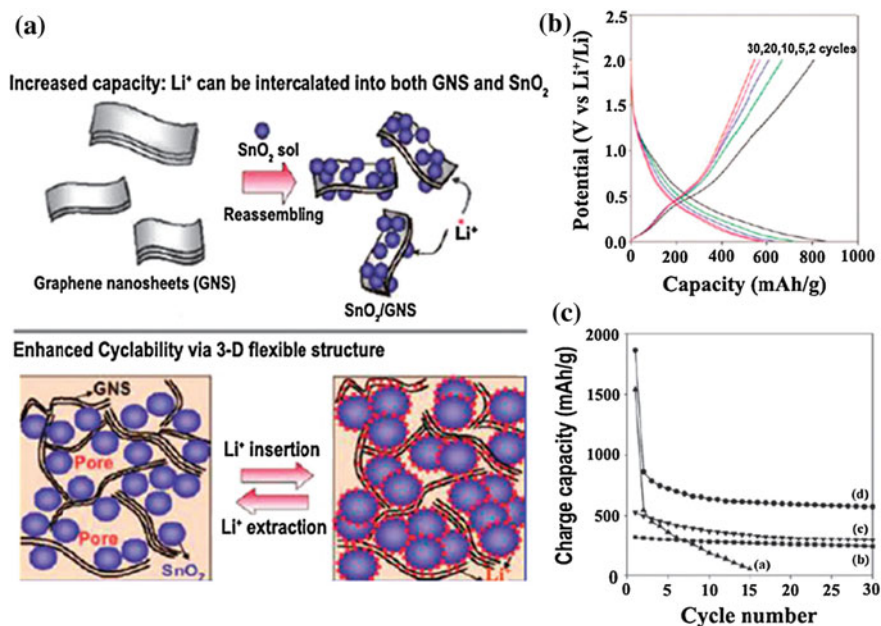 (a)
Increased capacity: Li⁺ can be intercalated into both GNS and SnO₂
SnO₂ sol
Reassembling
Li⁺
Graphene nanosheets (GNS)
SnO₂/GNS
Enhanced Cyclability via 3-D flexible structure
GNS
Pore
Pore
SnO₂
Li⁺ insertion
Li⁺ extraction
Li⁺
(b)
30,20,10,5,2 cycles
Potential (V vs Li⁺/Li)
2.5
2.0
1.5
1.0
0.5
0.0
0 200 400 600 800 1000
Capacity (mAh/g)
(c)
Charge capacity (mAh/g)
2000
1500
1000
500
0
(d)
(c)
(b)
(a)
0 5 10 15 20 25 30
Cycle number